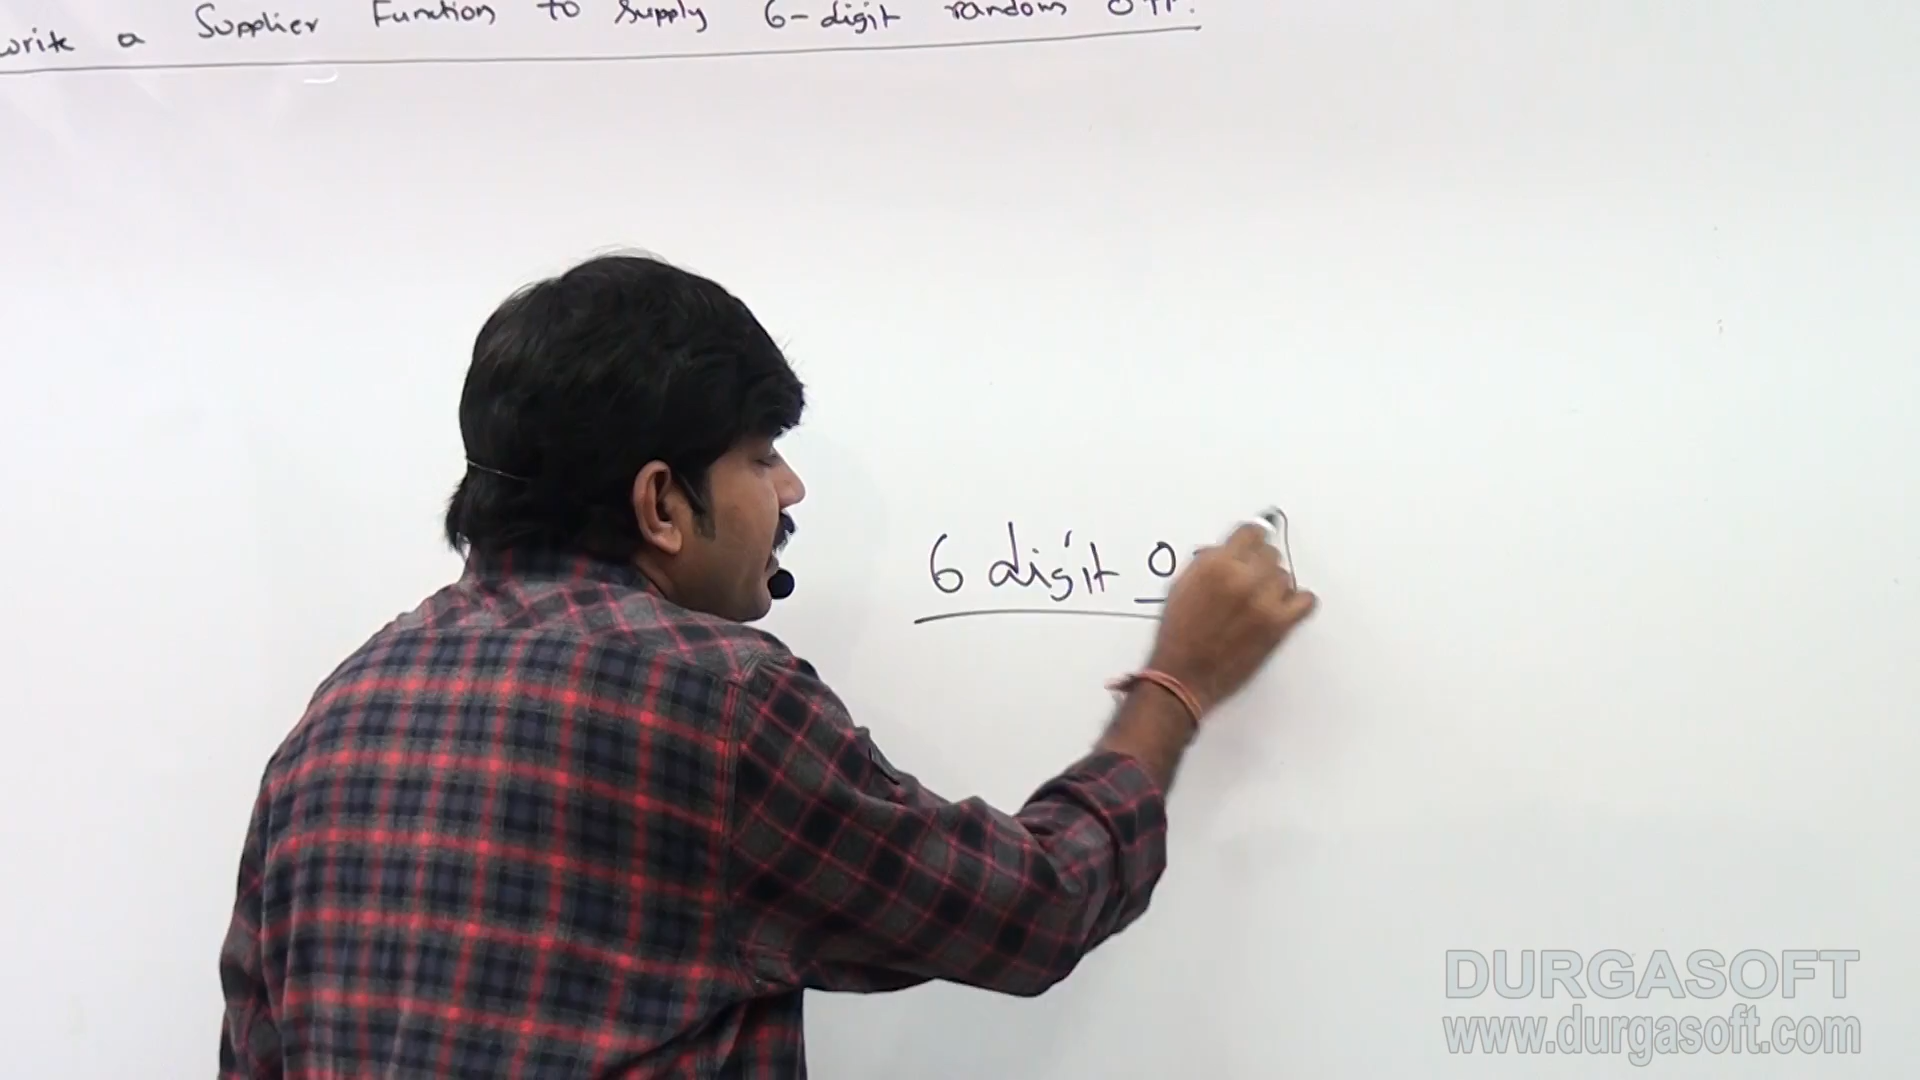 write a Supplier Function to supply 6-digit random OTP.
6 digit O
DURGASOFT
www.durgasoft.com